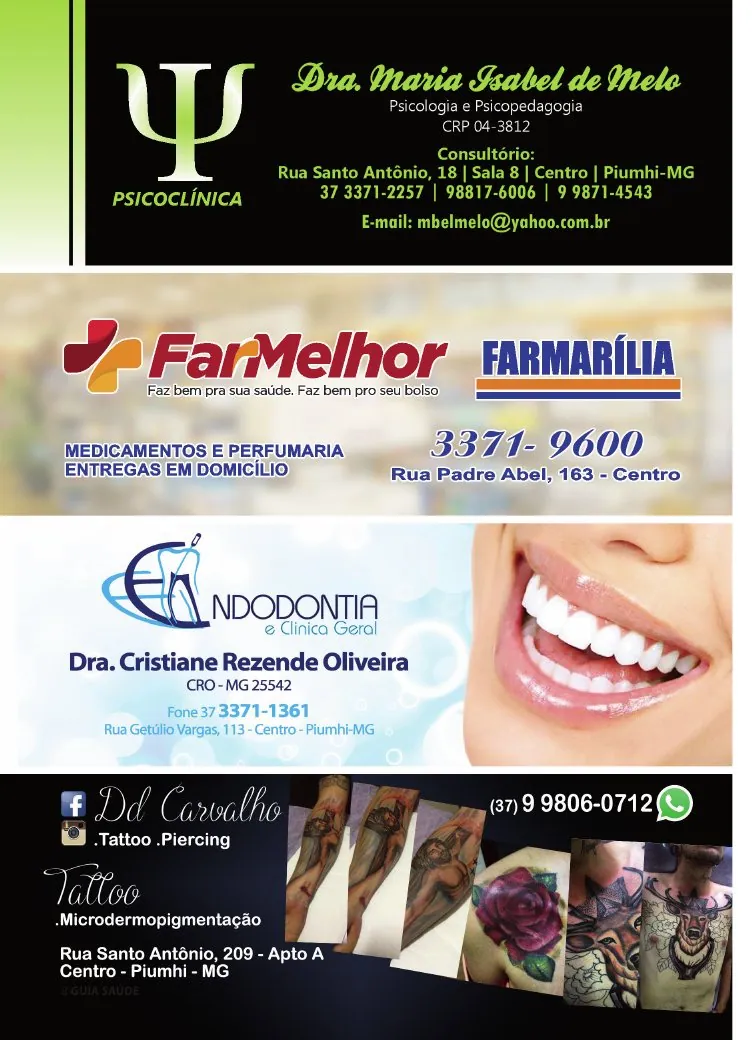 Ψ
PSICOCLÍNICA
Dra. Maria Isabel de Melo
Psicologia e Psicopedagogia
CRP 04-3812
Consultório:
Rua Santo Antônio, 18 | Sala 8 | Centro | Piumhi-MG
37 3371-2257 | 98817-6006 | 9 9871-4543
E-mail: mbelmelo@yahoo.com.br
FarMelhor
Faz bem pra sua saúde. Faz bem pro seu bolso
FARMARÍLIA
MEDICAMENTOS E PERFUMARIA
ENTREGAS EM DOMICÍLIO
3371- 9600
Rua Padre Abel, 163 - Centro
ENDODONTIA
e Clinica Geral
Dra. Cristiane Rezende Oliveira
CRO - MG 25542
Fone 37 3371-1361
Rua Getúlio Vargas, 113 - Centro - Piumhi-MG
Dd Carvalho
.Tattoo .Piercing
(37) 9 9806-0712
Tattoo
.Microdermopigmentação
Rua Santo Antônio, 209 - Apto A
Centro - Piumhi - MG
GUIA SAÚDE